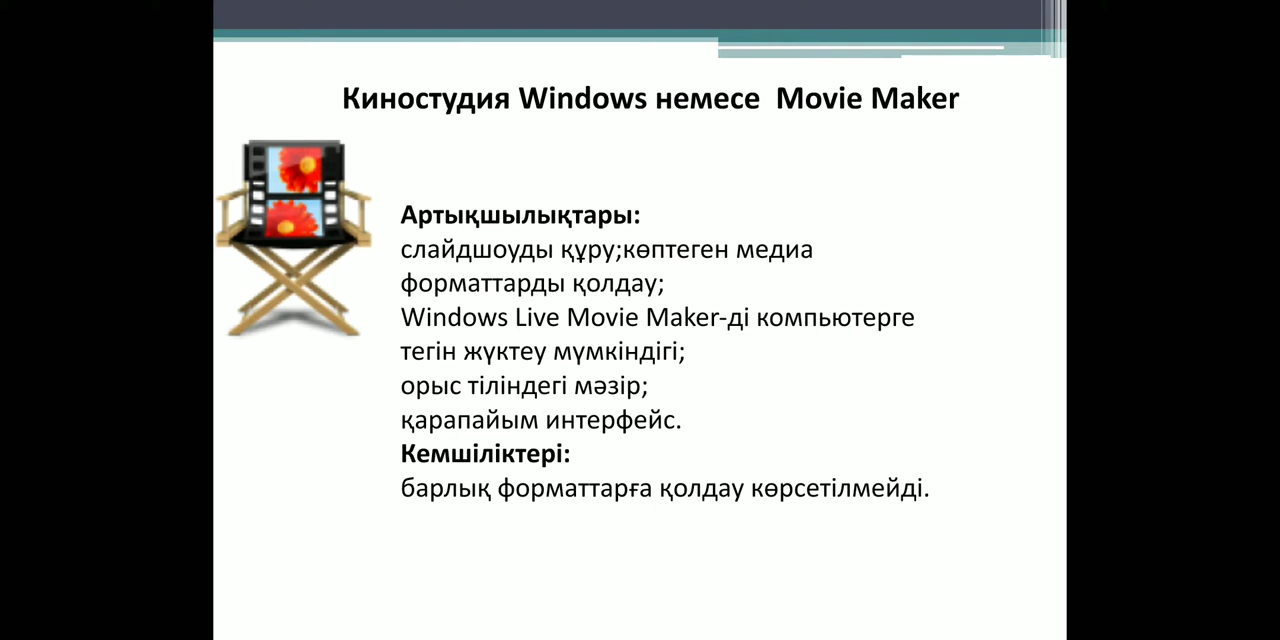 Киностудия Windows немесе  Movie Maker
Артықшылықтары:
слайдшоуды құру;көптеген медиа
форматтарды қолдау;
Windows Live Movie Maker-ді компьютерге
тегін жүктеу мүмкіндігі;
орыс тіліндегі мәзір;
қарапайым интерфейс.
Кемшіліктері:
барлық форматтарға қолдау көрсетілмейді.